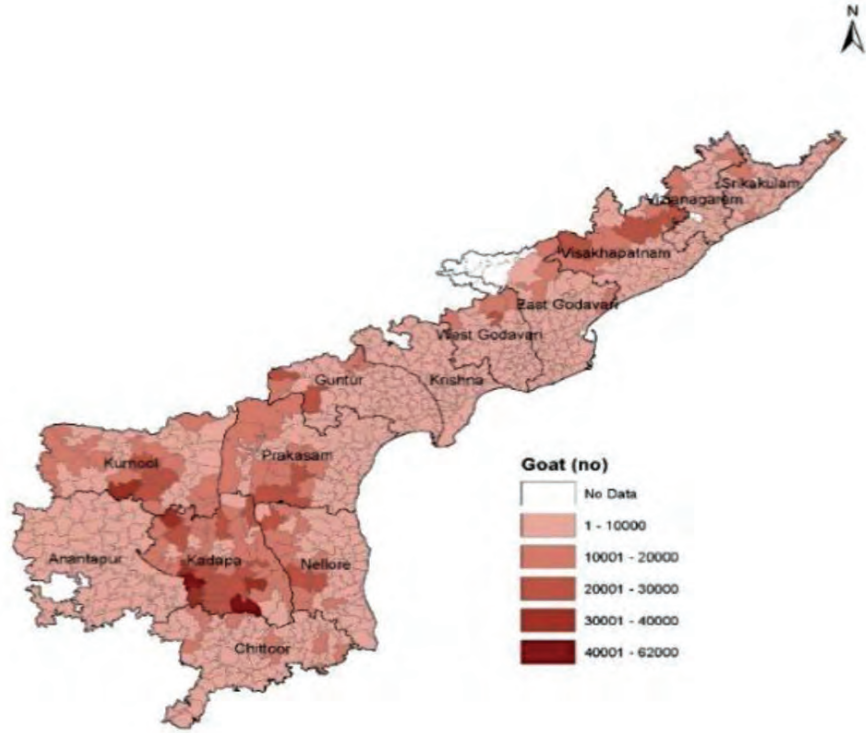 N
Srikakulam
Vizianagaram
Visakhapatnam
East Godavari
West Godavari
Guntur
Krishna
Kurnool
Prakasam
Anantapur
Kadapa
Nellore
Chittoor
Goat (no)
No Data
1 - 10000
10001 - 20000
20001 - 30000
30001 - 40000
40001 - 62000